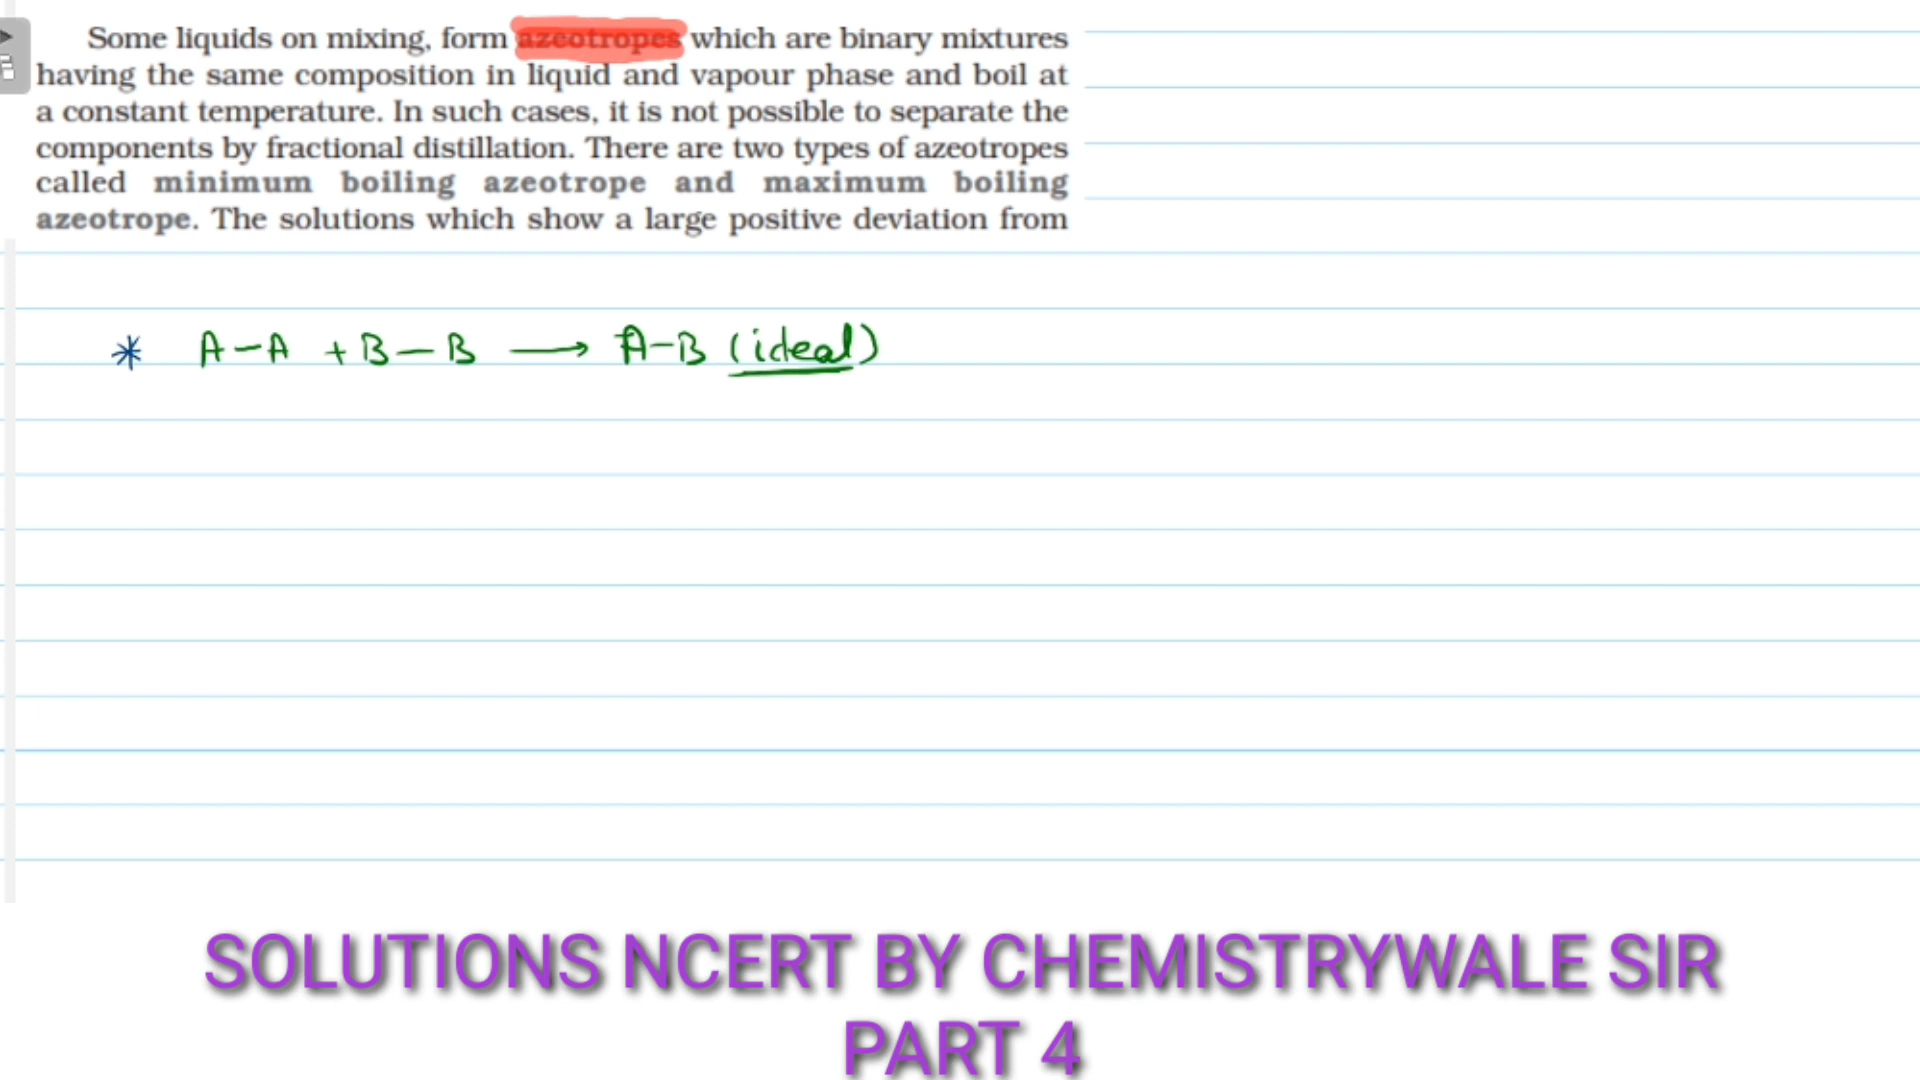 Some liquids on mixing, form azeotropes which are binary mixtures
having the same composition in liquid and vapour phase and boil at
a constant temperature. In such cases, it is not possible to separate the
components by fractional distillation. There are two types of azeotropes
called minimum boiling azeotrope and maximum boiling
azeotrope. The solutions which show a large positive deviation from
* A-A + B-B ⟶ A-B (ideal)
SOLUTIONS NCERT BY CHEMISTRYWALE SIR
PART 4